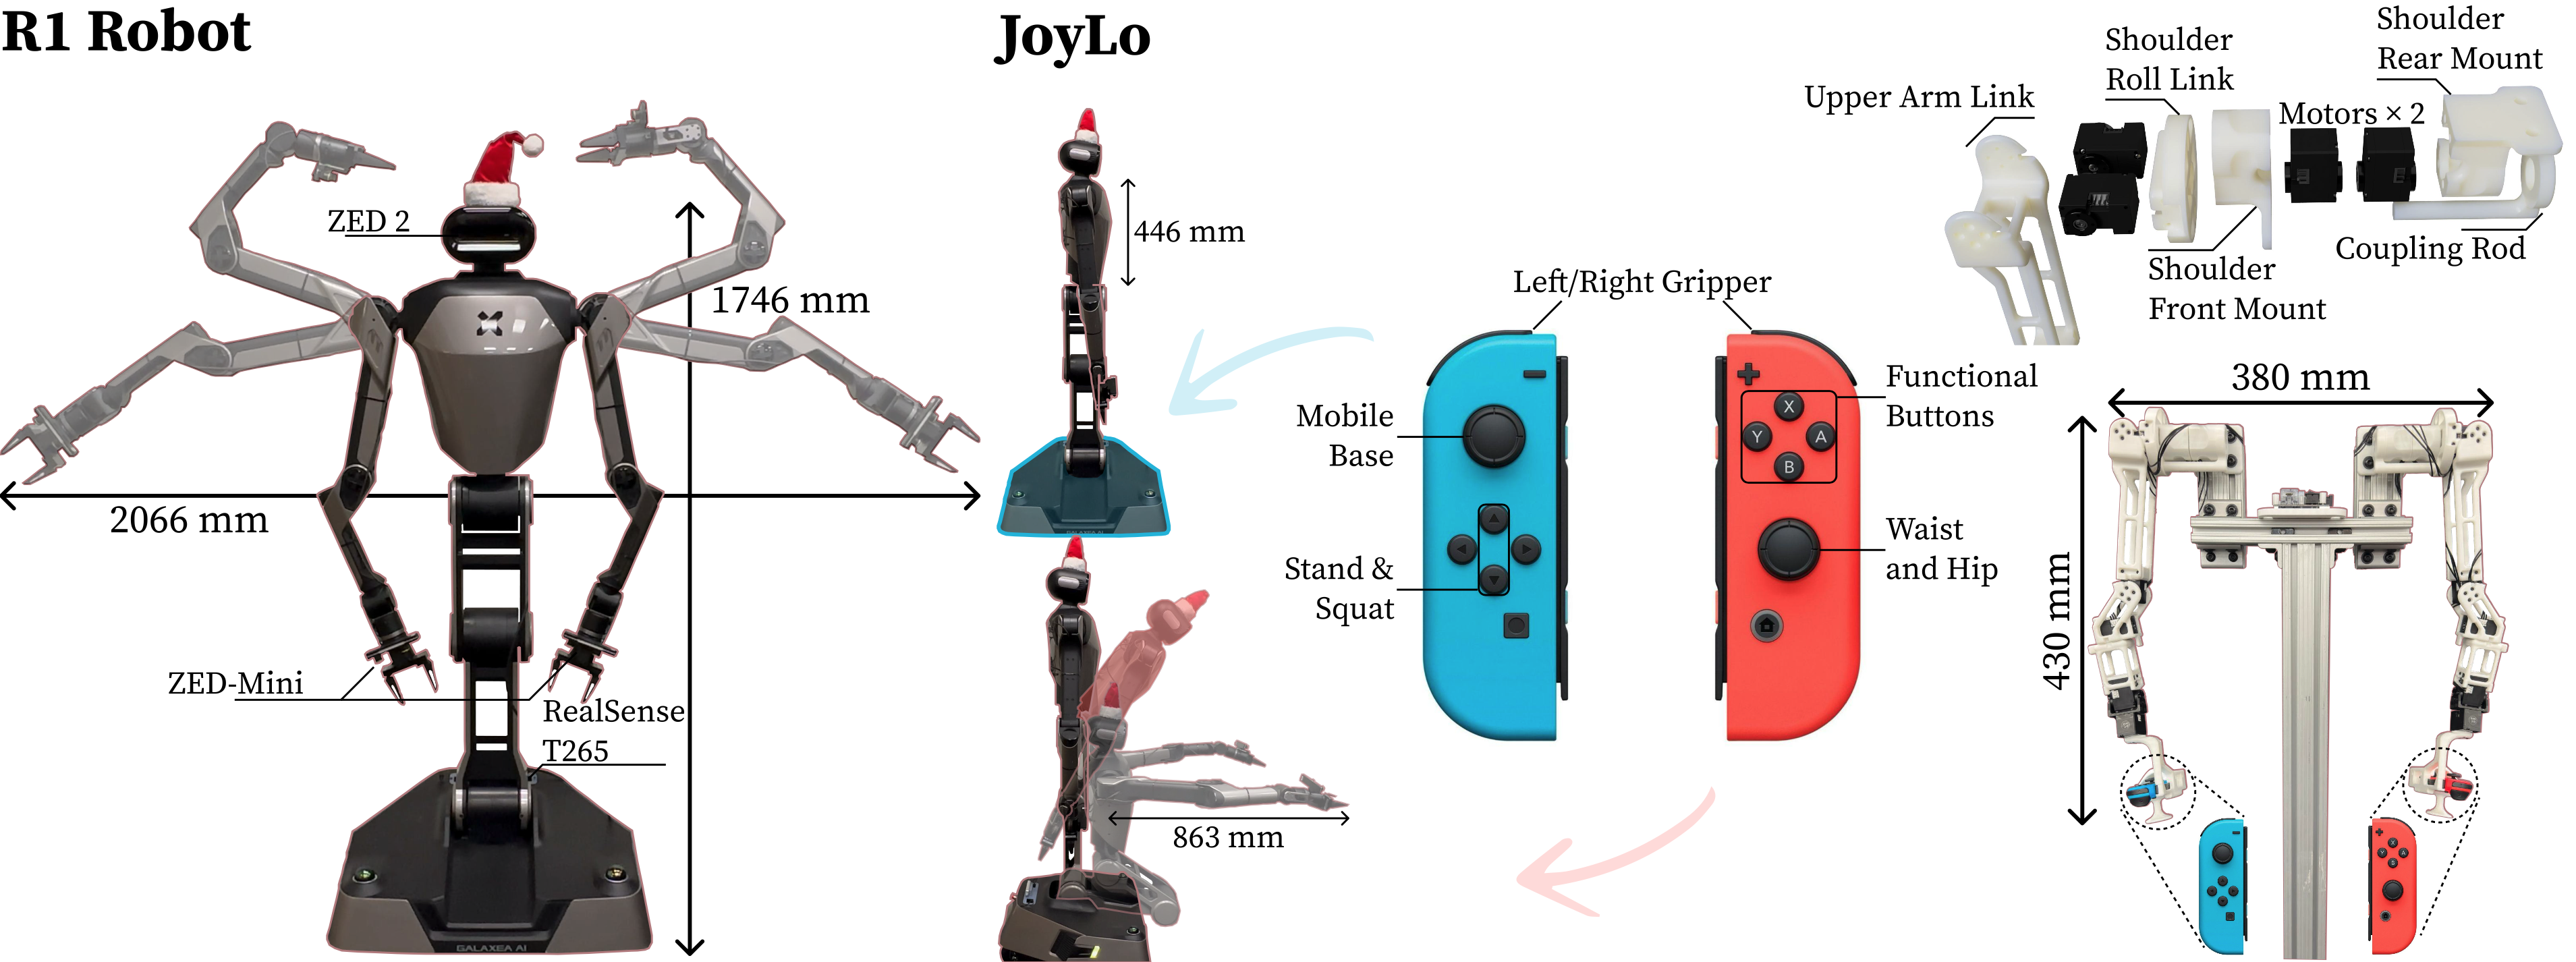 R1 Robot
JoyLo
ZED 2
1746 mm
2066 mm
ZED-Mini
RealSense
T265
GALAXEA AI
446 mm
863 mm
Left/Right Gripper
Mobile
Base
Stand &
Squat
X
Y
A
B
Functional
Buttons
Waist
and Hip
Upper Arm Link
Shoulder
Roll Link
Motors × 2
Shoulder
Rear Mount
Shoulder
Front Mount
Coupling Rod
380 mm
430 mm